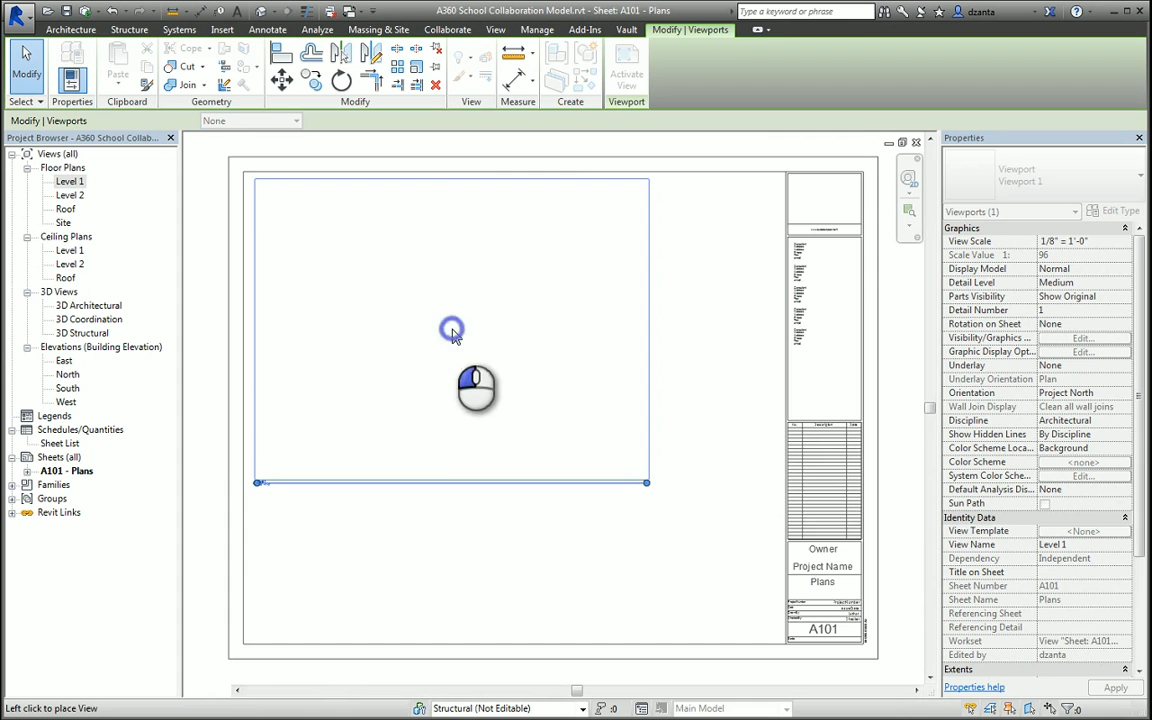 A360 School Collaboration Model.rvt - Sheet: A101 - Plans
Type a keyword or phrase
dzanta
Architecture Structure Systems Insert Annotate Analyze Massing & Site Collaborate View Manage Add-Ins Vault Modify | Viewports
Modify
Paste
Cope
Cut
Join
Activate
View
Select Properties Clipboard Geometry Modify View Measure Create Viewport
Modify | Viewports
None
Project Browser - A360 School Collab...
Views (all)
Floor Plans
Level 1
Level 2
Roof
Site
Ceiling Plans
Level 1
Level 2
Roof
3D Views
3D Architectural
3D Coordination
3D Structural
Elevations (Building Elevation)
East
North
South
West
Legends
Schedules/Quantities
Sheet List
Sheets (all)
A101 - Plans
Families
Groups
Revit Links
Owner
Project Name
Plans
A101
Properties
Viewport
Viewport 1
Viewports (1)
Edit Type
Graphics
View Scale 1/8" = 1'-0"
Scale Value 1: 96
Display Model Normal
Detail Level Medium
Parts Visibility Show Original
Detail Number 1
Rotation on Sheet None
Visibility/Graphics ... Edit...
Graphic Display Opt... Edit...
Underlay None
Underlay Orientation Plan
Orientation Project North
Wall Join Display Clean all wall joins
Discipline Architectural
Show Hidden Lines By Discipline
Color Scheme Loca... Background
Color Scheme <none>
System Color Sche... Edit...
Default Analysis Dis... None
Sun Path
Identity Data
View Template <None>
View Name Level 1
Dependency Independent
Title on Sheet
Sheet Number A101
Sheet Name Plans
Referencing Sheet
Referencing Detail
Workset View "Sheet: A101...
Edited by dzanta
Extents
Properties help
Apply
Left click to place View
Structural (Not Editable)
:0
Main Model
:0